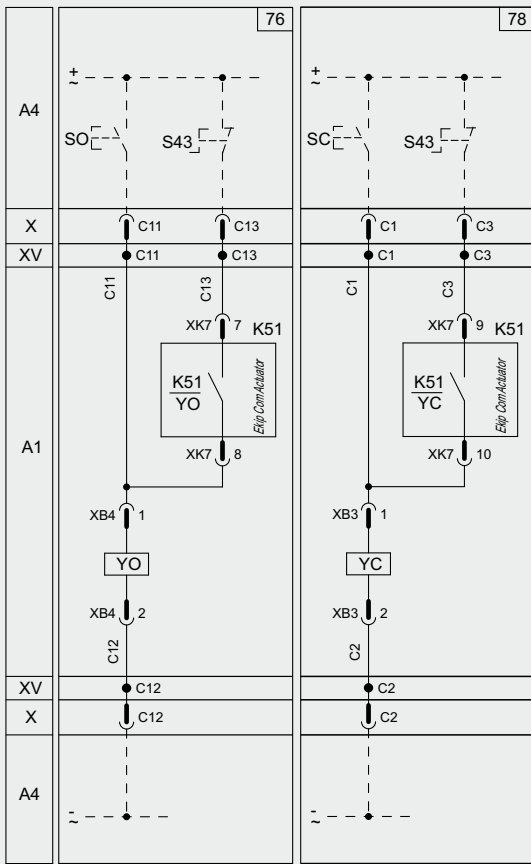 76
78
A4
X
XV
A1
XV
X
A4
+
~
SO
S43
C11
C13
C11
C13
C11
C13
XK7 7
K51
K51
YO
Ekip Com Actuator
XK7 8
XB4 1
YO
XB4 2
C12
C12
C12
-
~
+
~
SC
S43
C1
C3
C1
C3
C1
C3
XK7 9
K51
K51
YC
Ekip Com Actuator
XK7 10
XB3 1
YC
XB3 2
C2
C2
C2
-
~